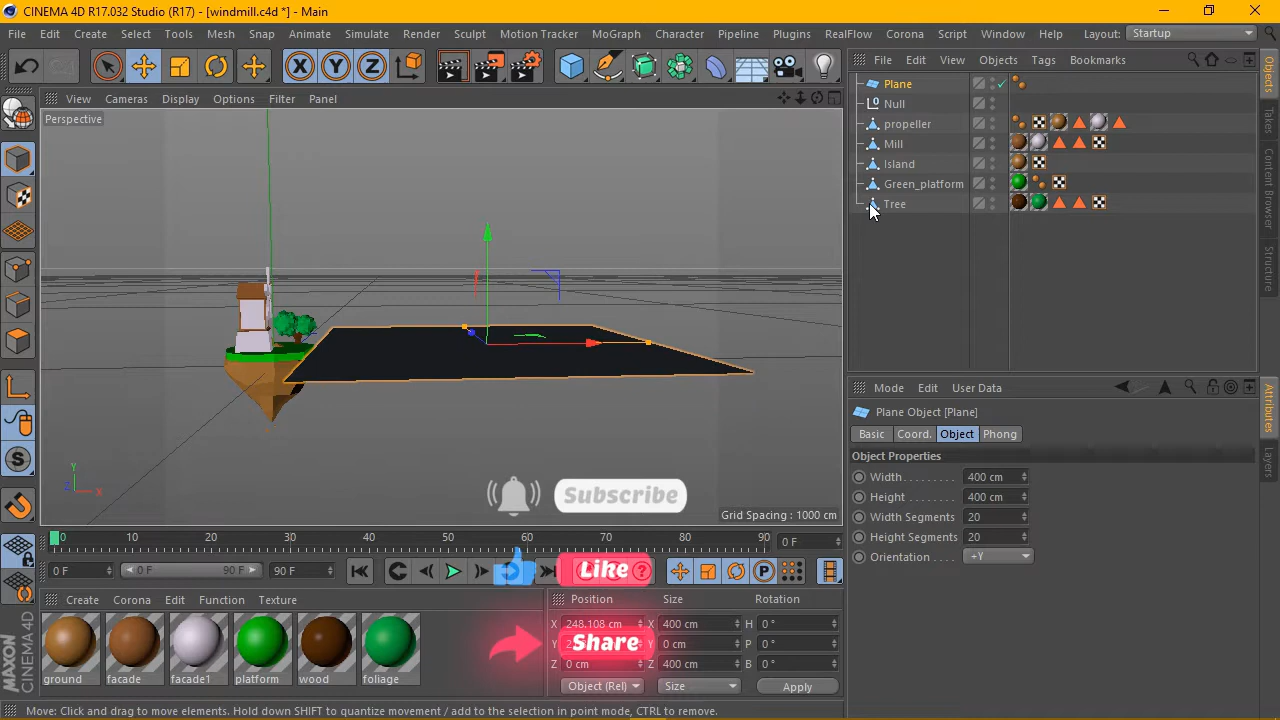 CINEMA 4D R17.032 Studio (R17) - [windmill.c4d *] - Main
File Edit Create Select Tools Mesh Snap Animate Simulate Render Sculpt Motion Tracker MoGraph Character Pipeline Plugins RealFlow Corona Script Window Help Layout: Startup
X Y Z
File Edit View Objects Tags Bookmarks
View Cameras Display Options Filter Panel
Perspective
Plane
Null
propeller
Mill
Island
Green_platform
Tree
Objects
Takes
Content Browser
Structure
Mode Edit User Data
Plane Object [Plane]
Basic Coord. Object Phong
Object Properties
Width 400 cm
Height 400 cm
Width Segments 20
Height Segments 20
Orientation +Y
Attributes
Layers
Y
Z X
Subscribe
Grid Spacing : 1000 cm
0 10 20 30 40 50 60 70 80 90 0 F
0 F 0 F 90 F 90 F
Like
Create Corona Edit Function Texture
ground facade facade1 platform wood foliage
Position Size Rotation
X 248.108 cm X 400 cm H 0 °
Y Y 0 cm P 0 °
Z 0 cm Z 400 cm B 0 °
Share
Object (Rel) Size Apply
MAXON CINEMA 4D
Move: Click and drag to move elements. Hold down SHIFT to quantize movement / add to the selection in point mode, CTRL to remove.